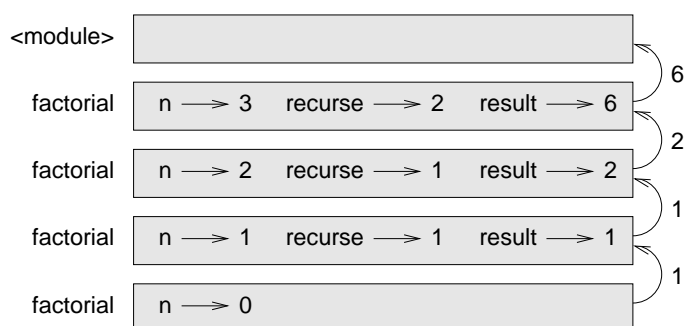 <module>
6
factorial n 3 recurse 2 result 6
2
factorial n 2 recurse 1 result 2
1
factorial n 1 recurse 1 result 1
1
factorial n 0